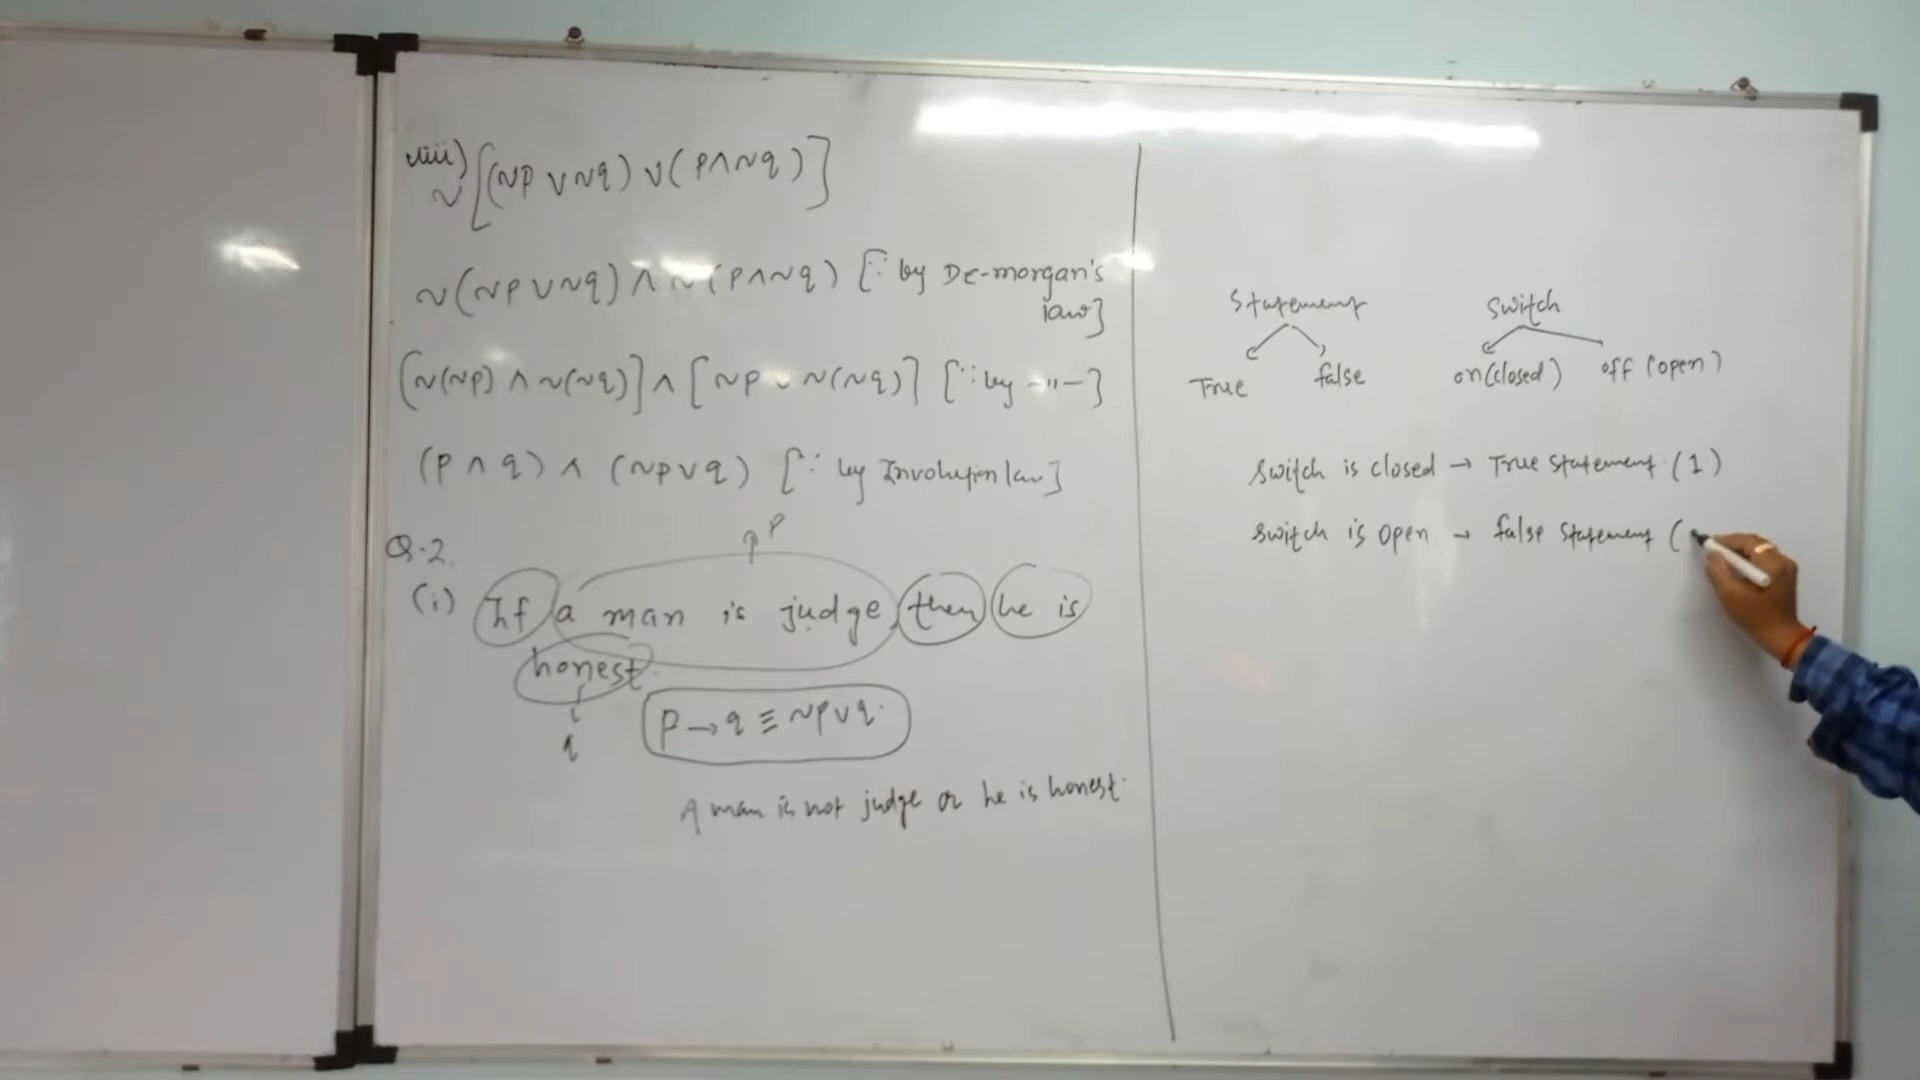 viii)
~[(~p ∨ ~q) ∨ (p ∧ ~q)]
~(~p ∨ ~q) ∧ ~(p ∧ ~q) [∵ by De-morgan's
law]
[~(~p) ∧ ~(~q)] ∧ [~p ∨ ~(~q)] [∵ by -"-]
(p ∧ q) ∧ (~p ∨ q) [∵ by Involution law]
p
Q.2
(i) If a man is judge, then he is
honest.
q
p → q ≡ ~p ∨ q.
A man is not judge or he is honest.
Statement Switch
True false on(closed) off (open)
switch is closed → True statement (1)
switch is open → false statement (